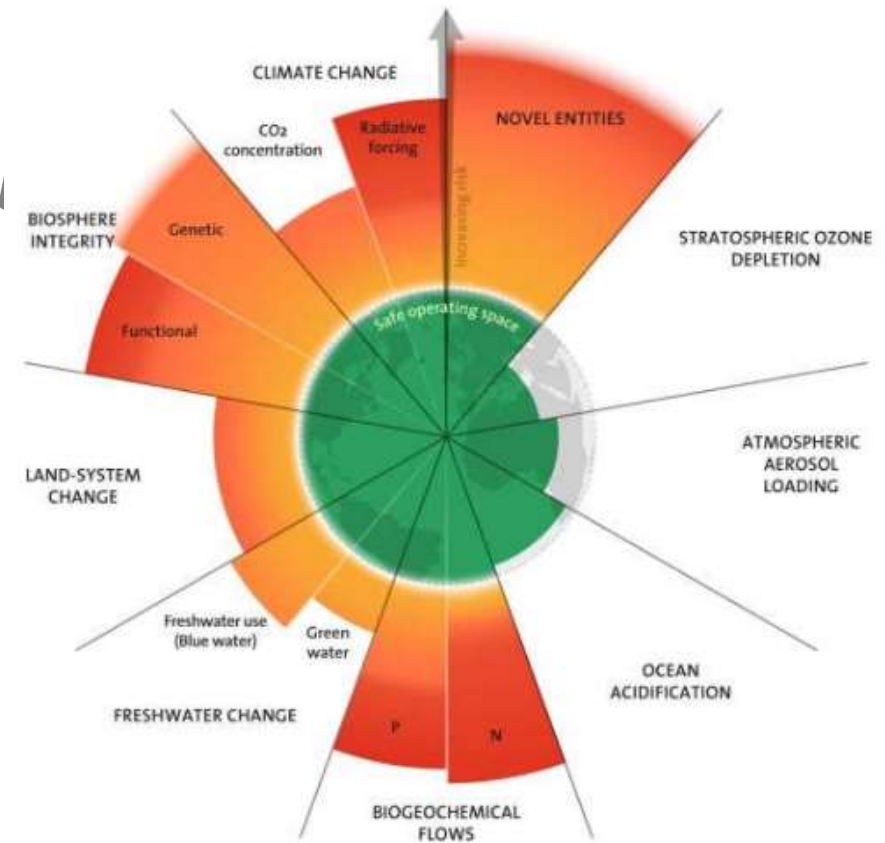 CLIMATE CHANGE
CO2
concentration
Radiative
forcing
NOVEL ENTITIES
Increasing risk
BIOSPHERE
INTEGRITY
Genetic
Functional
STRATOSPHERIC OZONE
DEPLETION
Safe operating space
ATMOSPHERIC
AEROSOL
LOADING
LAND-SYSTEM
CHANGE
Freshwater use
(Blue water)
Green
water
FRESHWATER CHANGE
OCEAN
ACIDIFICATION
P
N
BIOGEOCHEMICAL
FLOWS